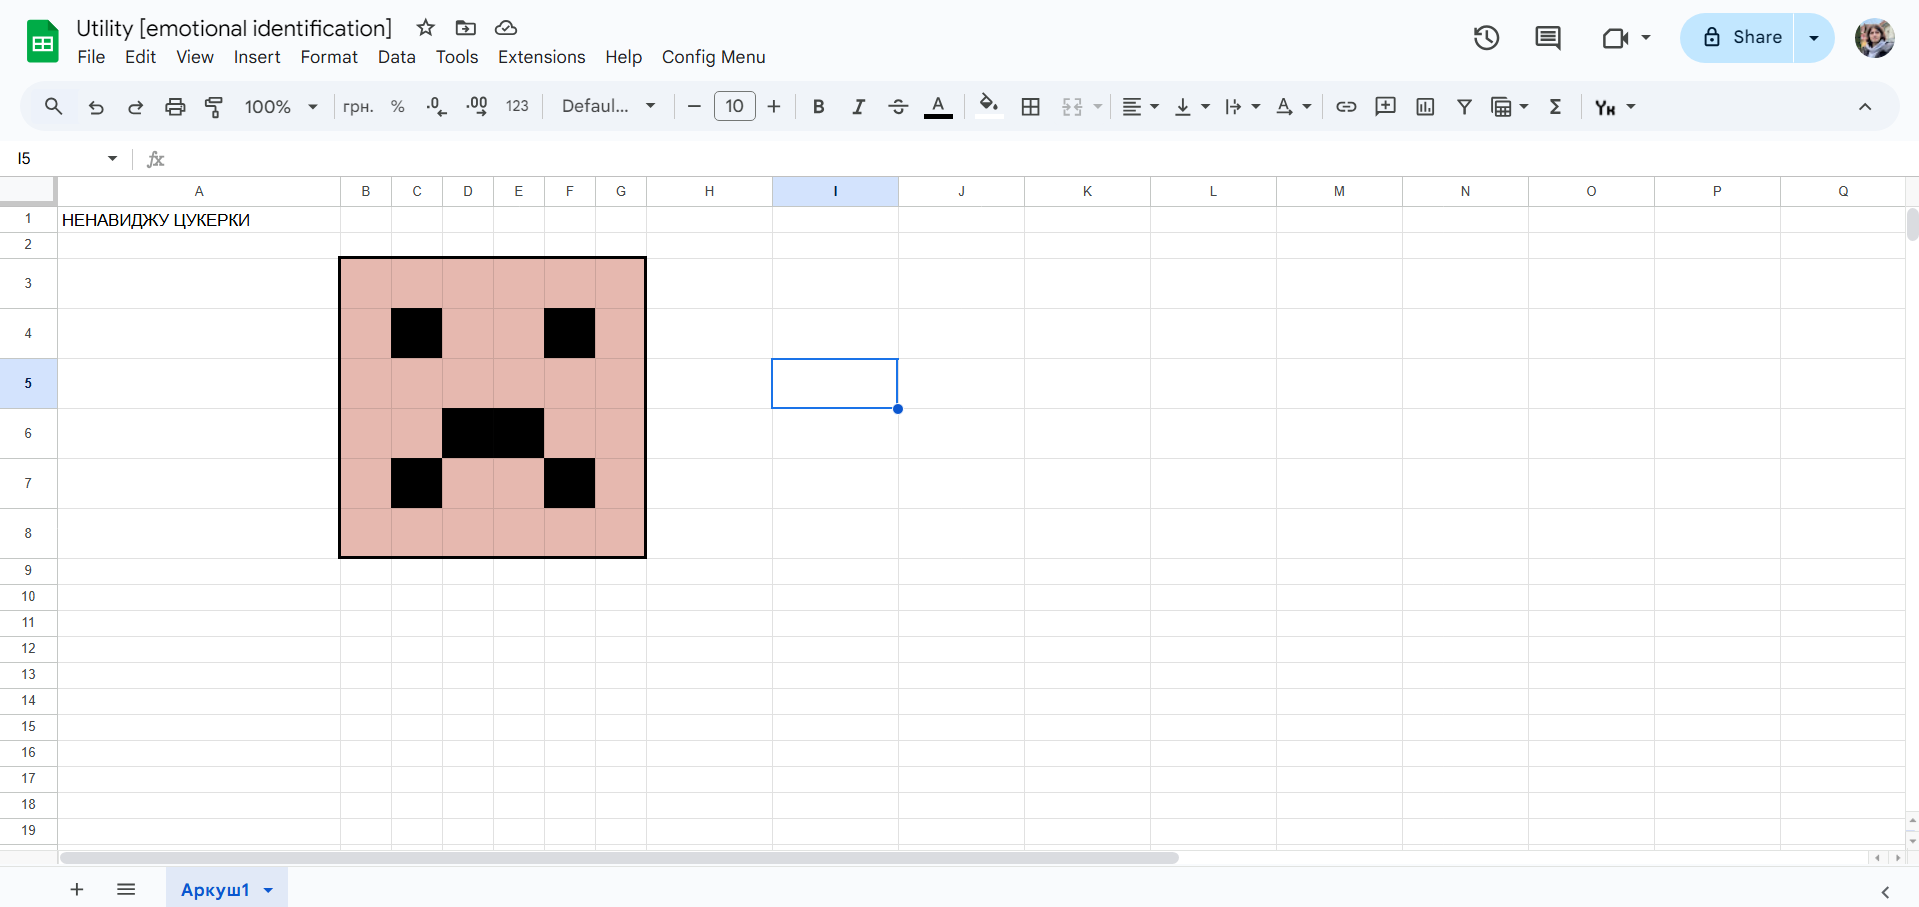 Utility [emotional identification]
File Edit View Insert Format Data Tools Extensions Help Config Menu
Share
100% грн. % .0 .00 123 Defaul... 10 B I A Σ Үн
I5 fx
A B C D E F G H I J K L M N O P Q
1 НЕНАВИДЖУ ЦУКЕРКИ
2
3
4
5
6
7
8
9
10
11
12
13
14
15
16
17
18
19
Аркуш1